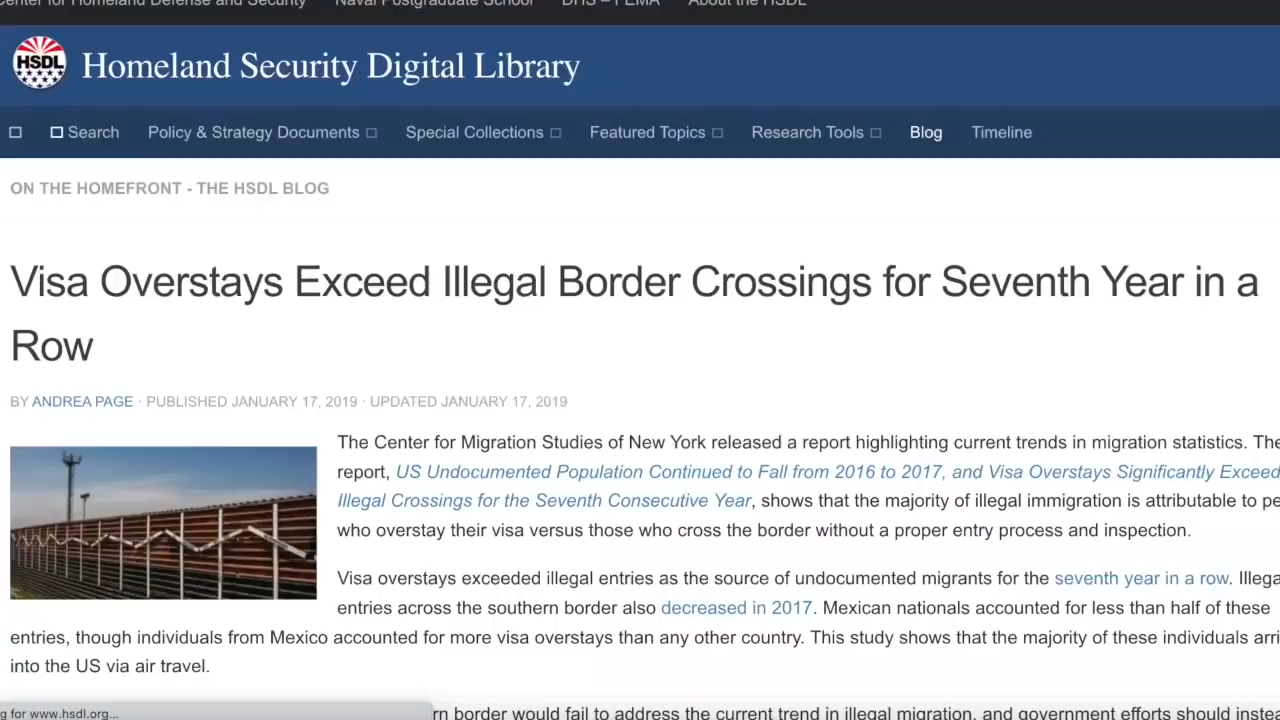 Center for Homeland Defense and Security Naval Postgraduate School DHS – FEMA About the HSDL
HSDL
Homeland Security Digital Library
Search Policy & Strategy Documents Special Collections Featured Topics Research Tools Blog Timeline
ON THE HOMEFRONT - THE HSDL BLOG
Visa Overstays Exceed Illegal Border Crossings for Seventh Year in a
Row
BY ANDREA PAGE · PUBLISHED JANUARY 17, 2019 · UPDATED JANUARY 17, 2019
The Center for Migration Studies of New York released a report highlighting current trends in migration statistics. The
report, US Undocumented Population Continued to Fall from 2016 to 2017, and Visa Overstays Significantly Exceed
Illegal Crossings for the Seventh Consecutive Year, shows that the majority of illegal immigration is attributable to pe
who overstay their visa versus those who cross the border without a proper entry process and inspection.
Visa overstays exceeded illegal entries as the source of undocumented migrants for the seventh year in a row. Illega
entries across the southern border also decreased in 2017. Mexican nationals accounted for less than half of these
entries, though individuals from Mexico accounted for more visa overstays than any other country. This study shows that the majority of these individuals arri
into the US via air travel.
g for www.hsdl.org...
rn border would fail to address the current trend in illegal migration, and government efforts should instea